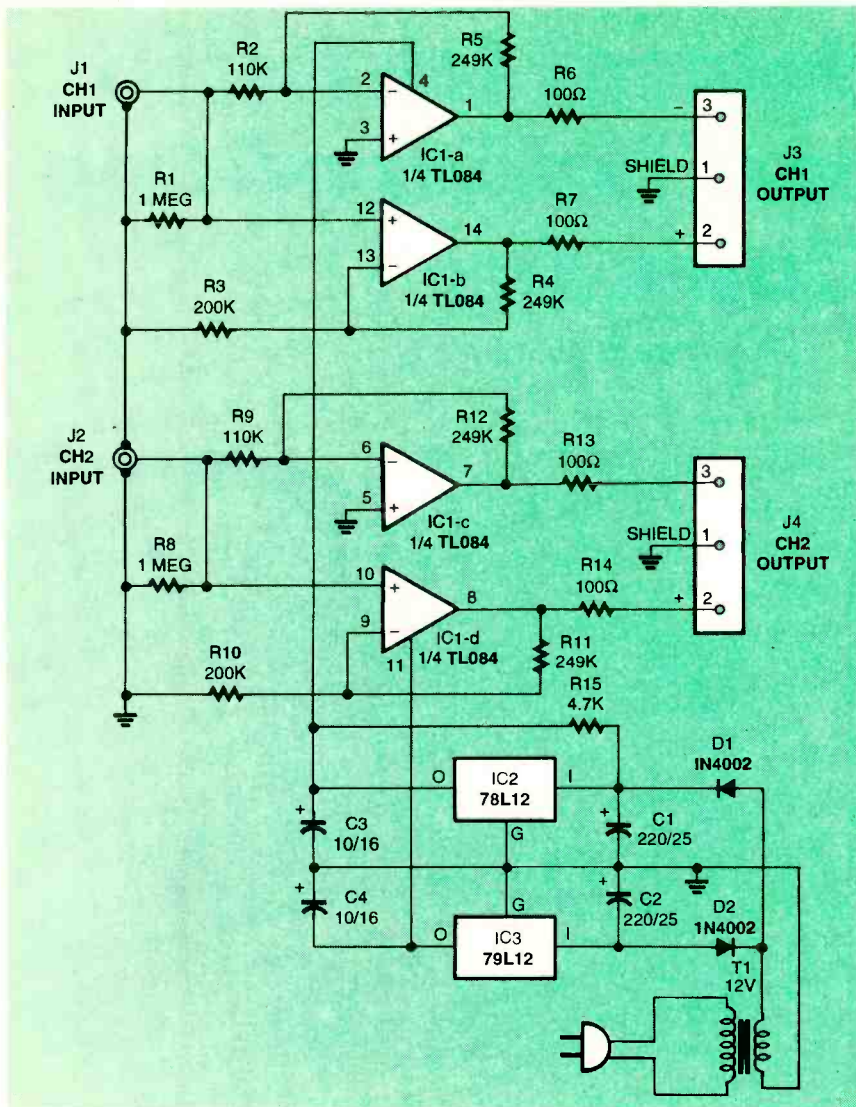 J1
CH1
INPUT
R2
110K
R5
249K
R6
100Ω
2
−
4
3
+
1
IC1-a
1/4 TL084
−
3
SHIELD
1
+
2
J3
CH1
OUTPUT
R1
1 MEG
12
+
13
−
14
IC1-b
1/4 TL084
R7
100Ω
R4
249K
R3
200K
J2
CH2
INPUT
R9
110K
R12
249K
R13
100Ω
6
−
5
+
7
IC1-c
1/4 TL084
3
SHIELD
1
+
2
J4
CH2
OUTPUT
R8
1 MEG
10
+
9
−
8
11
IC1-d
1/4 TL084
R14
100Ω
R11
249K
R10
200K
R15
4.7K
O
IC2
78L12
I
G
D1
IN4002
+
C3
10/16
+
C1
220/25
+
C4
10/16
+
C2
220/25
G
O
IC3
79L12
I
D2
1N4002
T1
12V